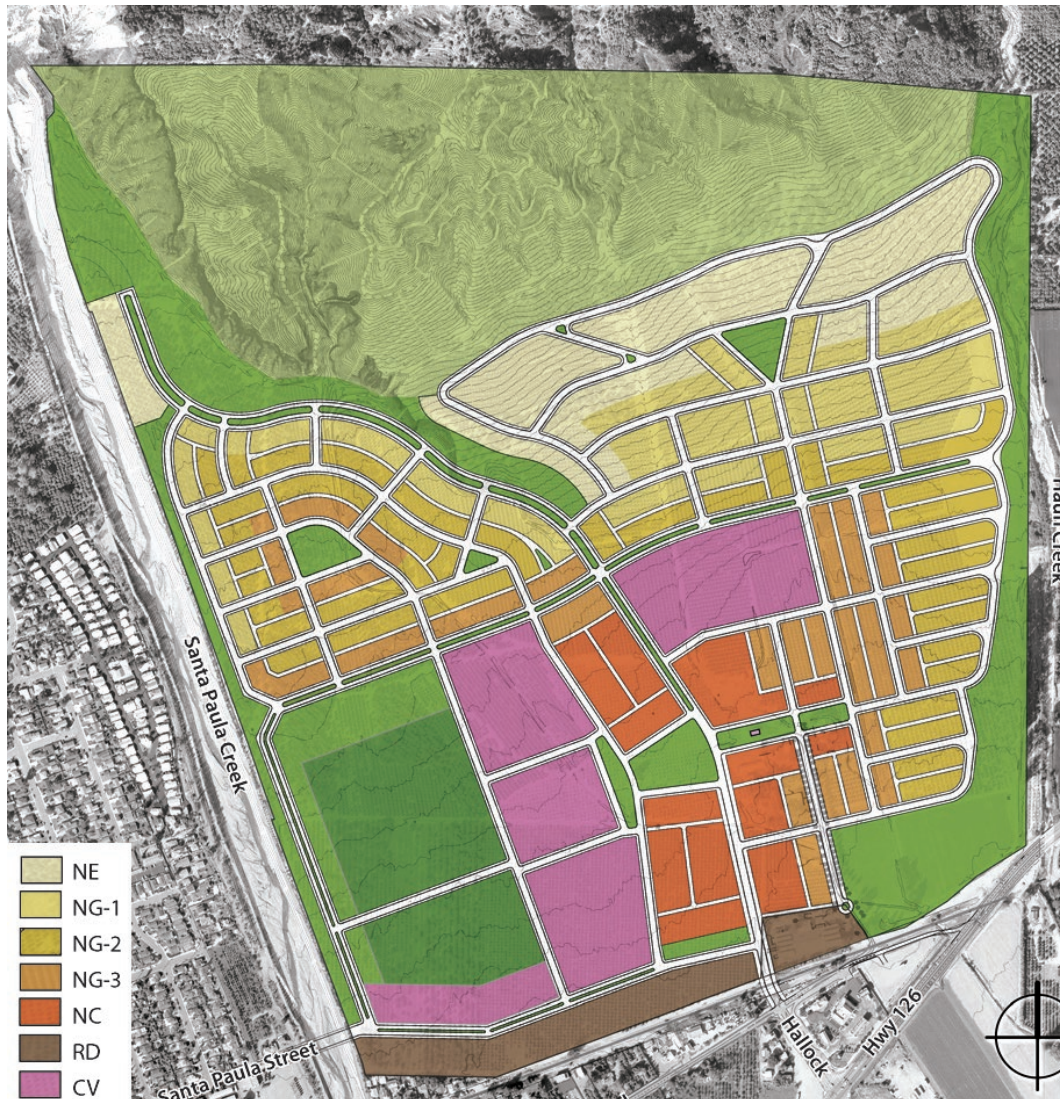 Santa Paula Creek
NE
NG-1
NG-2
NG-3
NC
RD
CV
Santa Paula Street
Hallock
Hwy 126
Creek